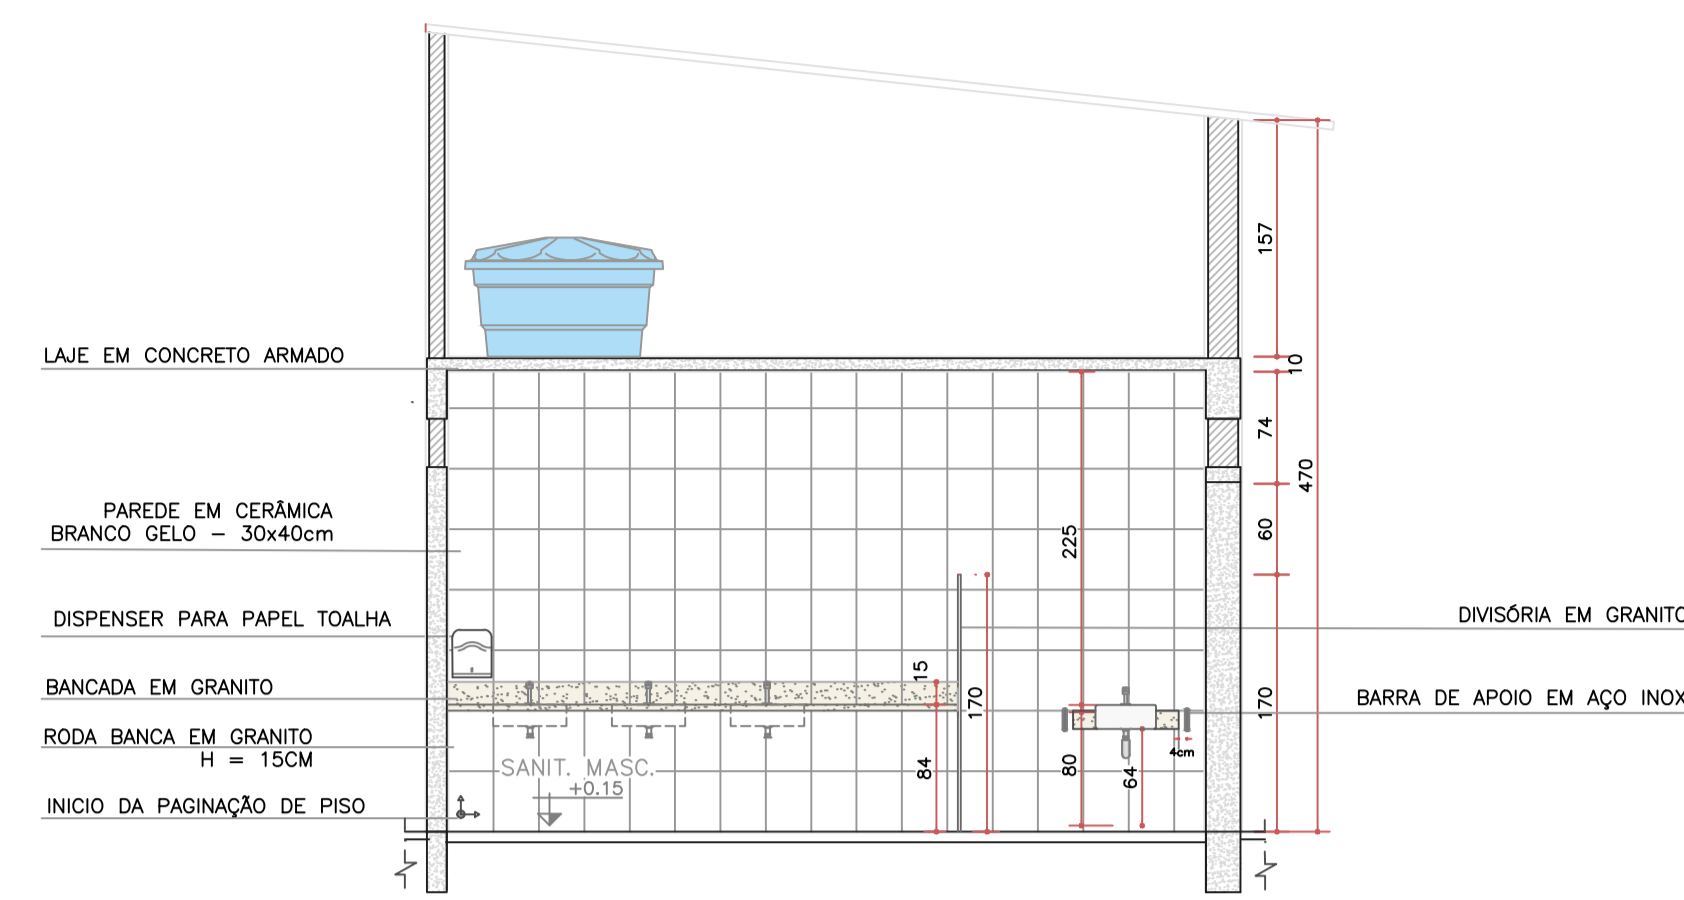 157
10
LAJE EM CONCRETO ARMADO
74
470
PAREDE EM CERÂMICA
BRANCO GELO - 30x40cm
225
60
DISPENSER PARA PAPEL TOALHA
DIVISÓRIA EM GRANITO
15
BANCADA EM GRANITO
170
170
BARRA DE APOIO EM AÇO INOX
RODA BANCA EM GRANITO
H = 15CM
4cm
SANIT. MASC.
+0.15
84
80
64
INICIO DA PAGINAÇÃO DE PISO